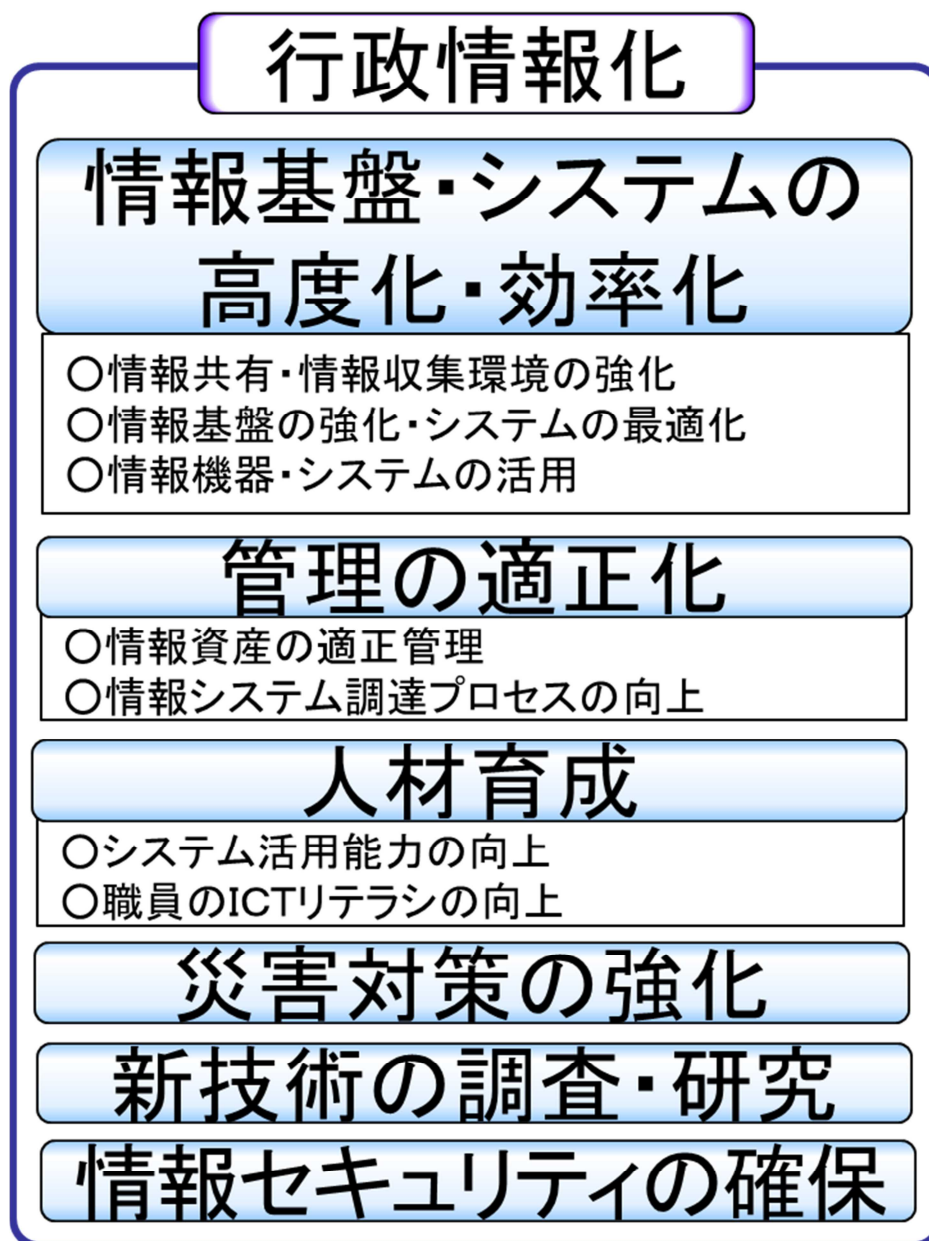 行政情報化
情報基盤・システムの
高度化・効率化
○情報共有・情報収集環境の強化
○情報基盤の強化・システムの最適化
○情報機器・システムの活用
管理の適正化
○情報資産の適正管理
○情報システム調達プロセスの向上
人材育成
○システム活用能力の向上
○職員のICTリテラシの向上
災害対策の強化
新技術の調査・研究
情報セキュリティの確保